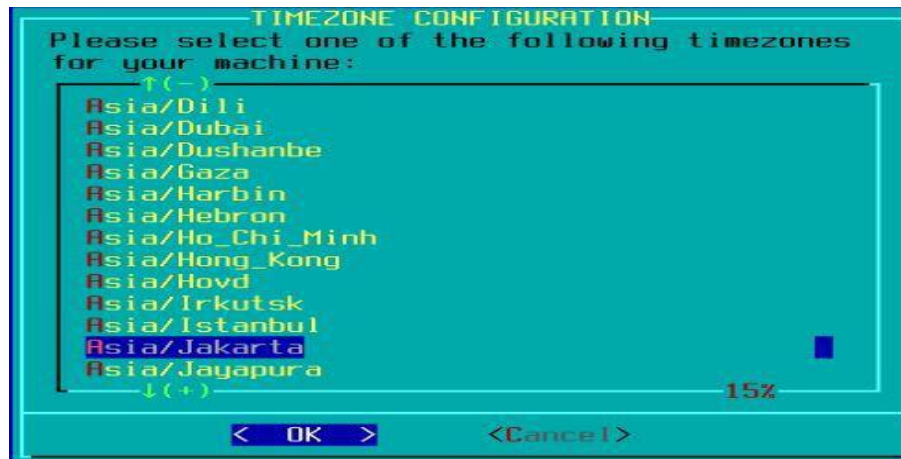 TIMEZONE CONFIGURATION
Please select one of the following timezones
for your machine:
↑(-)
Asia/Dili
Asia/Dubai
Asia/Dushanbe
Asia/Gaza
Asia/Harbin
Asia/Hebron
Asia/Ho_Chi_Minh
Asia/Hong_Kong
Asia/Hovd
Asia/Irkutsk
Asia/Istanbul
Asia/Jakarta
Asia/Jayapura
↓(+) 15%
< OK > <Cancel>